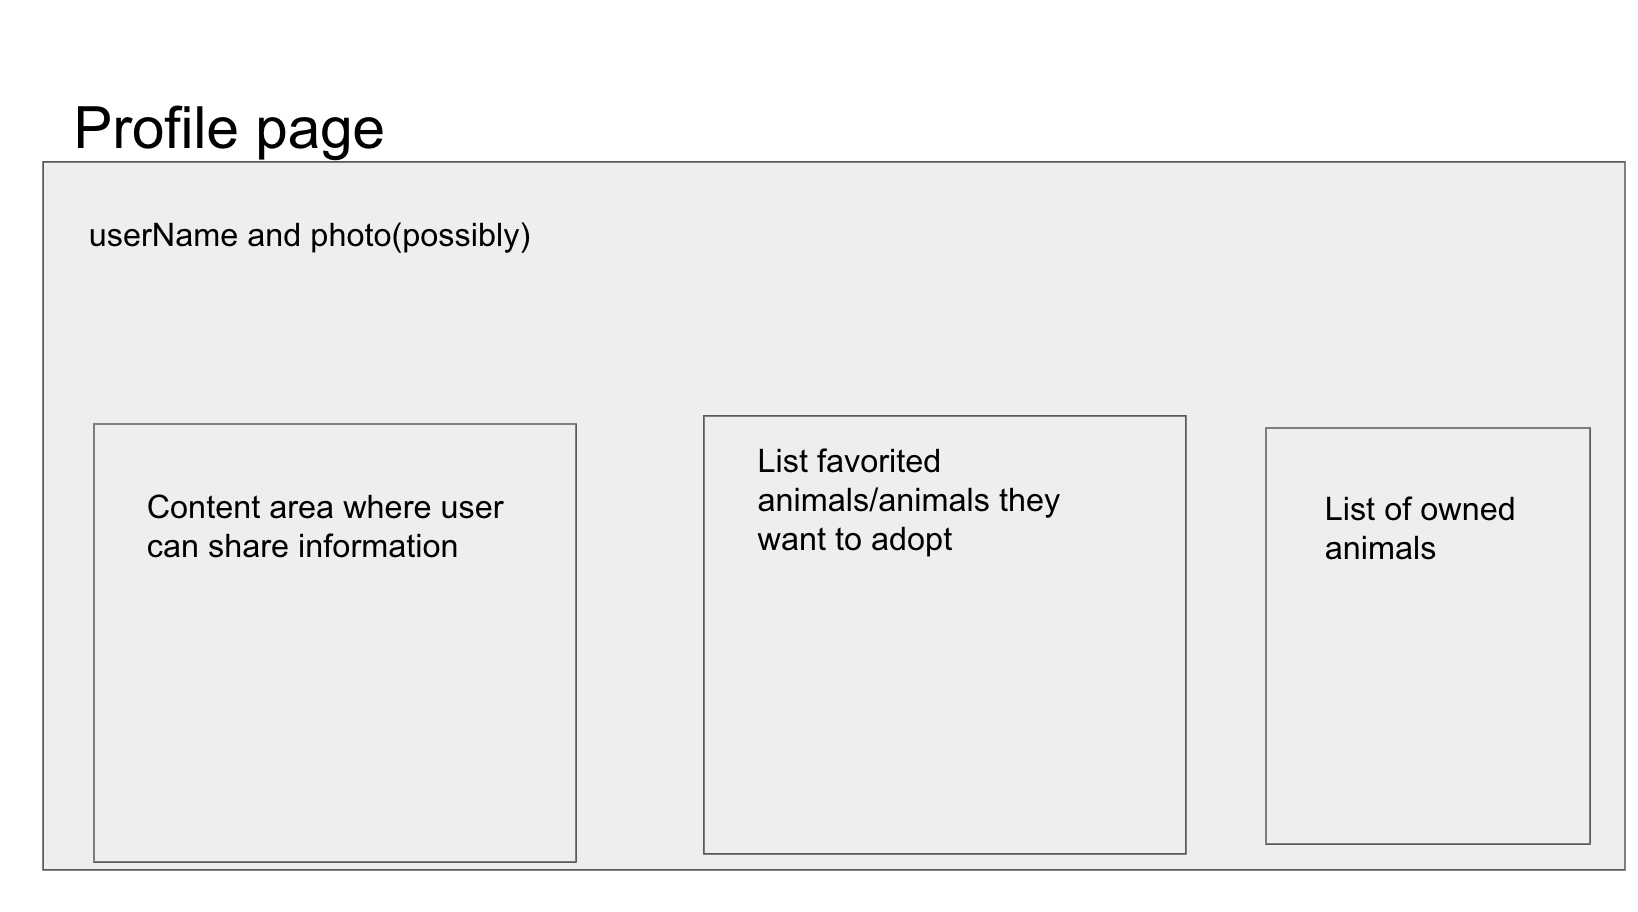 Profile page
userName and photo(possibly)
Content area where user
can share information
List favorited
animals/animals they
want to adopt
List of owned
animals